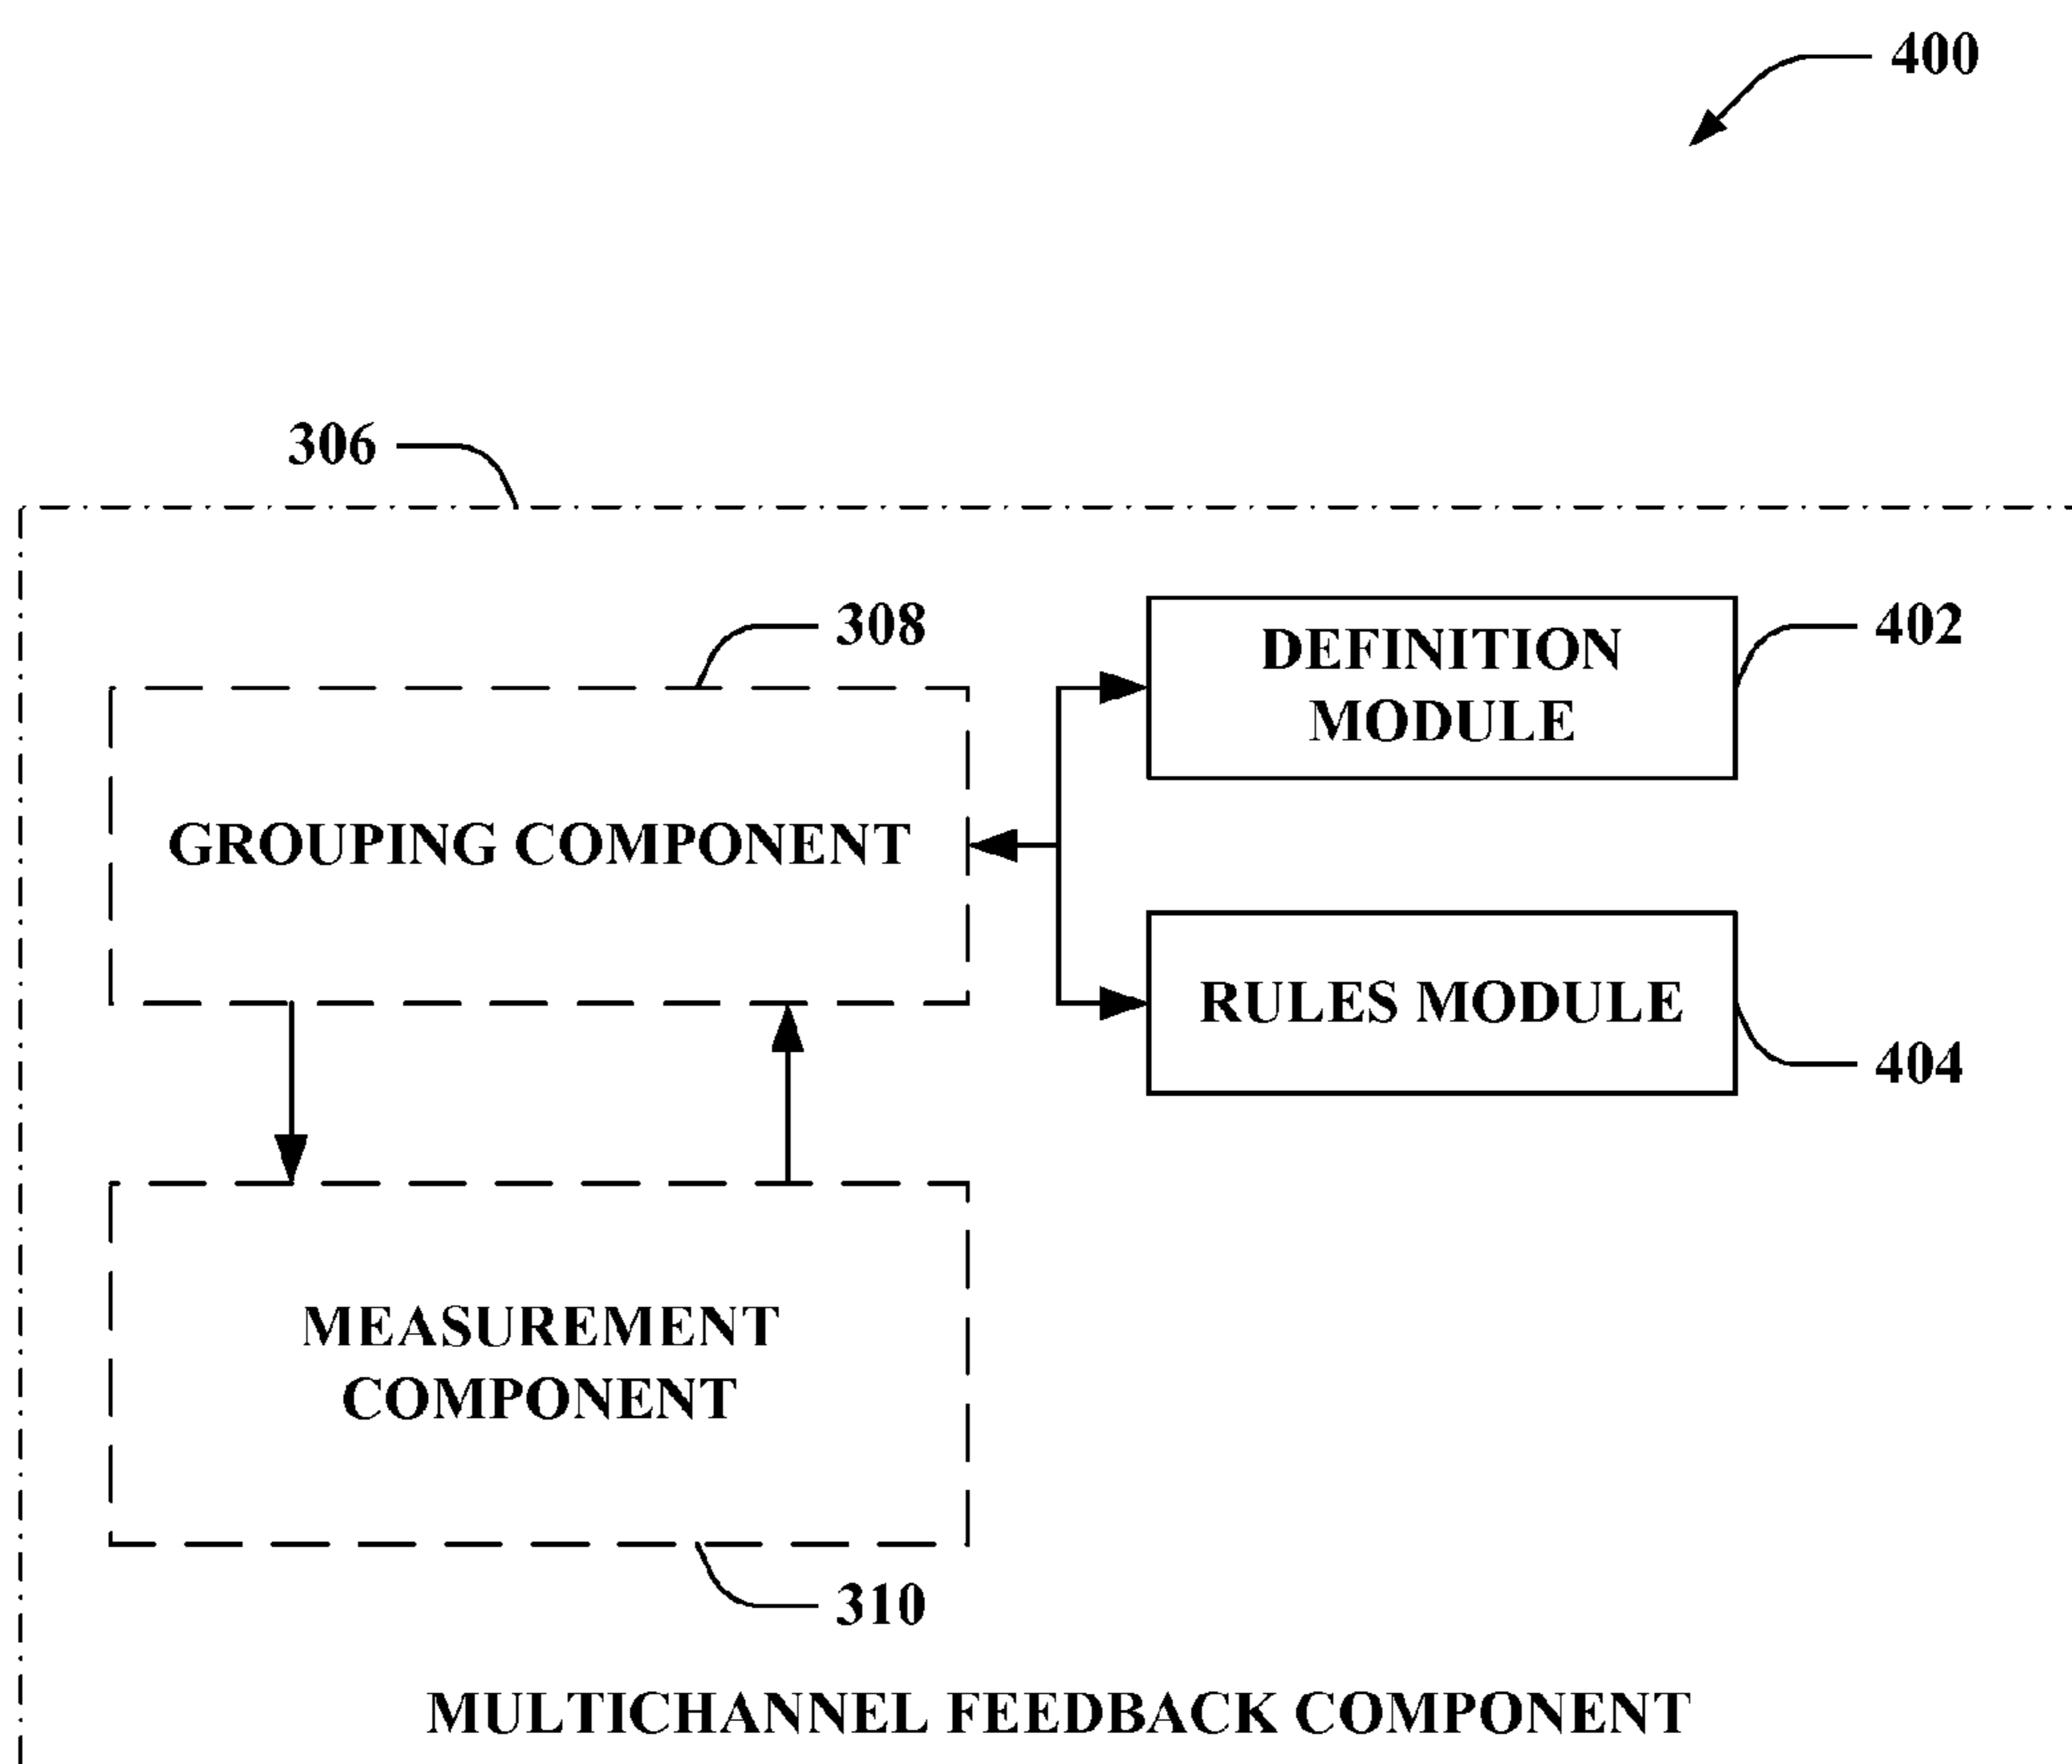 400
306
308
DEFINITION
MODULE
402
GROUPING COMPONENT
RULES MODULE
404
MEASUREMENT
COMPONENT
310
MULTICHANNEL FEEDBACK COMPONENT